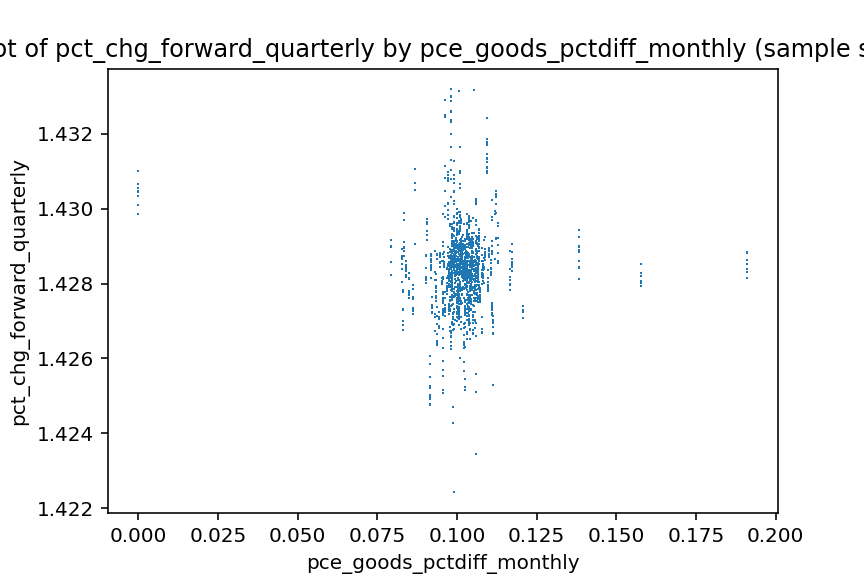 of pct_chg_forward_quarterly by pce_goods_pctdiff_monthly (sample
1.432
1.430
1.428
1.426
1.424
1.422
pct_chg_forward_quarterly
0.000 0.025 0.050 0.075 0.100 0.125 0.150 0.175 0.200
pce_goods_pctdiff_monthly